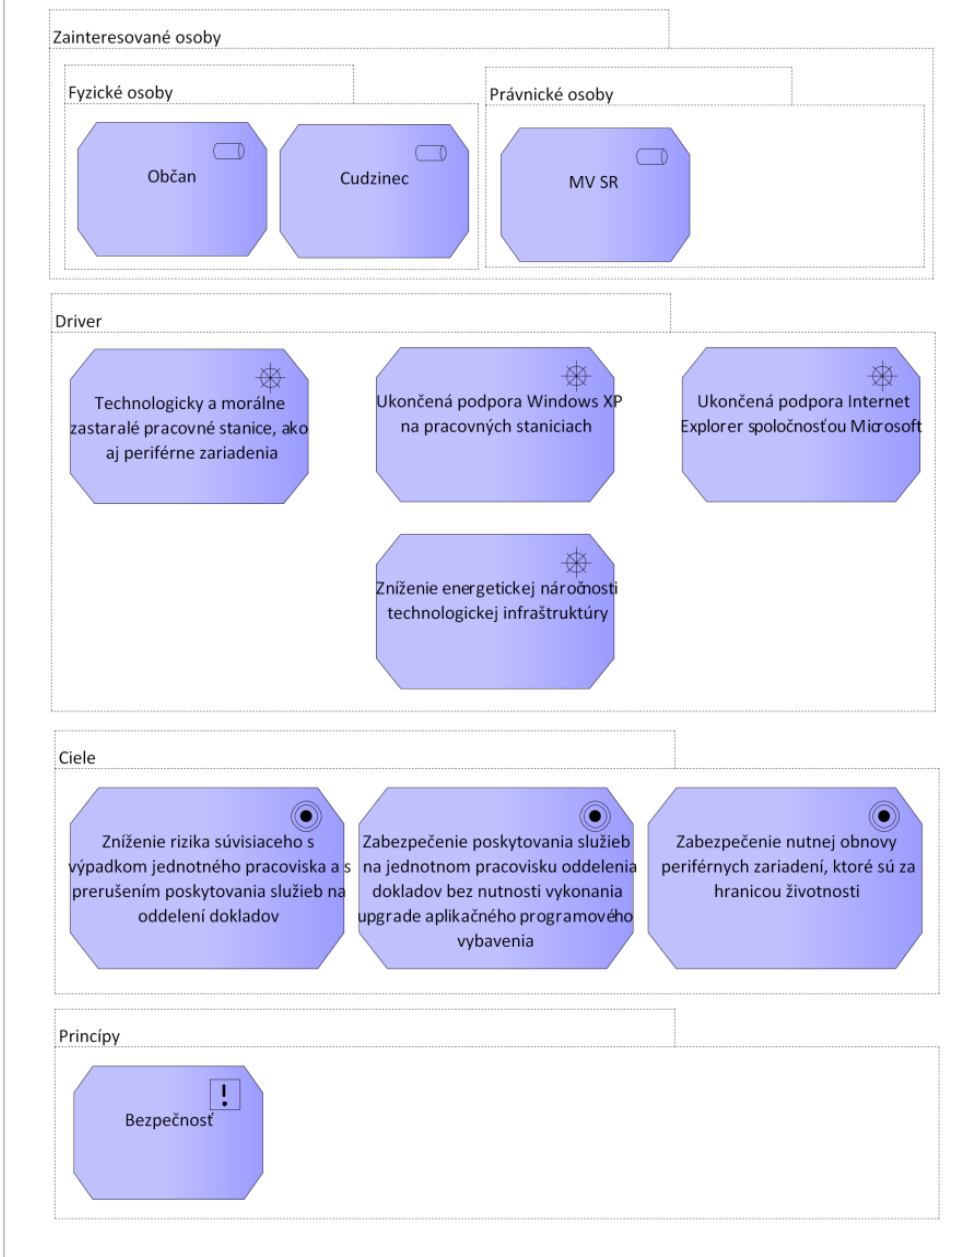 Zainteresované osoby
Fyzické osoby
Právnické osoby
Občan
Cudzinec
MV SR
Driver
Technologicky a morálne
zastaralé pracovné stanice, ako
aj periférne zariadenia
Ukončená podpora Windows XP
na pracovných staniciach
Ukončená podpora Internet
Explorer spoločnosťou Microsoft
Zníženie energetickej náročnosti
technologickej infraštruktúry
Ciele
Zníženie rizika súvisiaceho s
výpadkom jednotného pracoviska a s
prerušením poskytovania služieb na
oddelení dokladov
Zabezpečenie poskytovania služieb
na jednotnom pracovisku oddelenia
dokladov bez nutnosti vykonania
upgrade aplikačného programového
vybavenia
Zabezpečenie nutnej obnovy
periférnych zariadení, ktoré sú za
hranicou životnosti
Princípy
Bezpečnosť